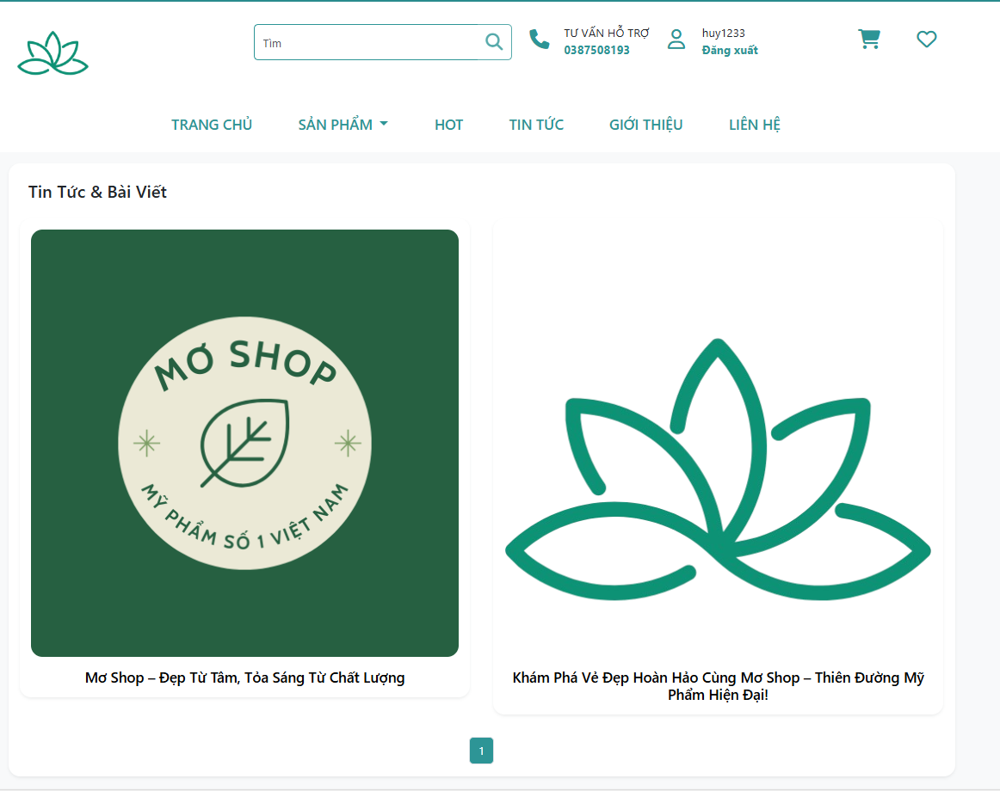 Tìm
TƯ VẤN HỖ TRỢ
0387508193
huy1233
Đăng xuất
TRANG CHỦ
SẢN PHẨM
HOT
TIN TỨC
GIỚI THIỆU
LIÊN HỆ
Tin Tức & Bài Viết
MƠ SHOP
MỸ PHẨM SỐ 1 VIỆT NAM
Mơ Shop – Đẹp Từ Tâm, Tỏa Sáng Từ Chất Lượng
Khám Phá Vẻ Đẹp Hoàn Hảo Cùng Mơ Shop – Thiên Đường Mỹ
Phẩm Hiện Đại!
1